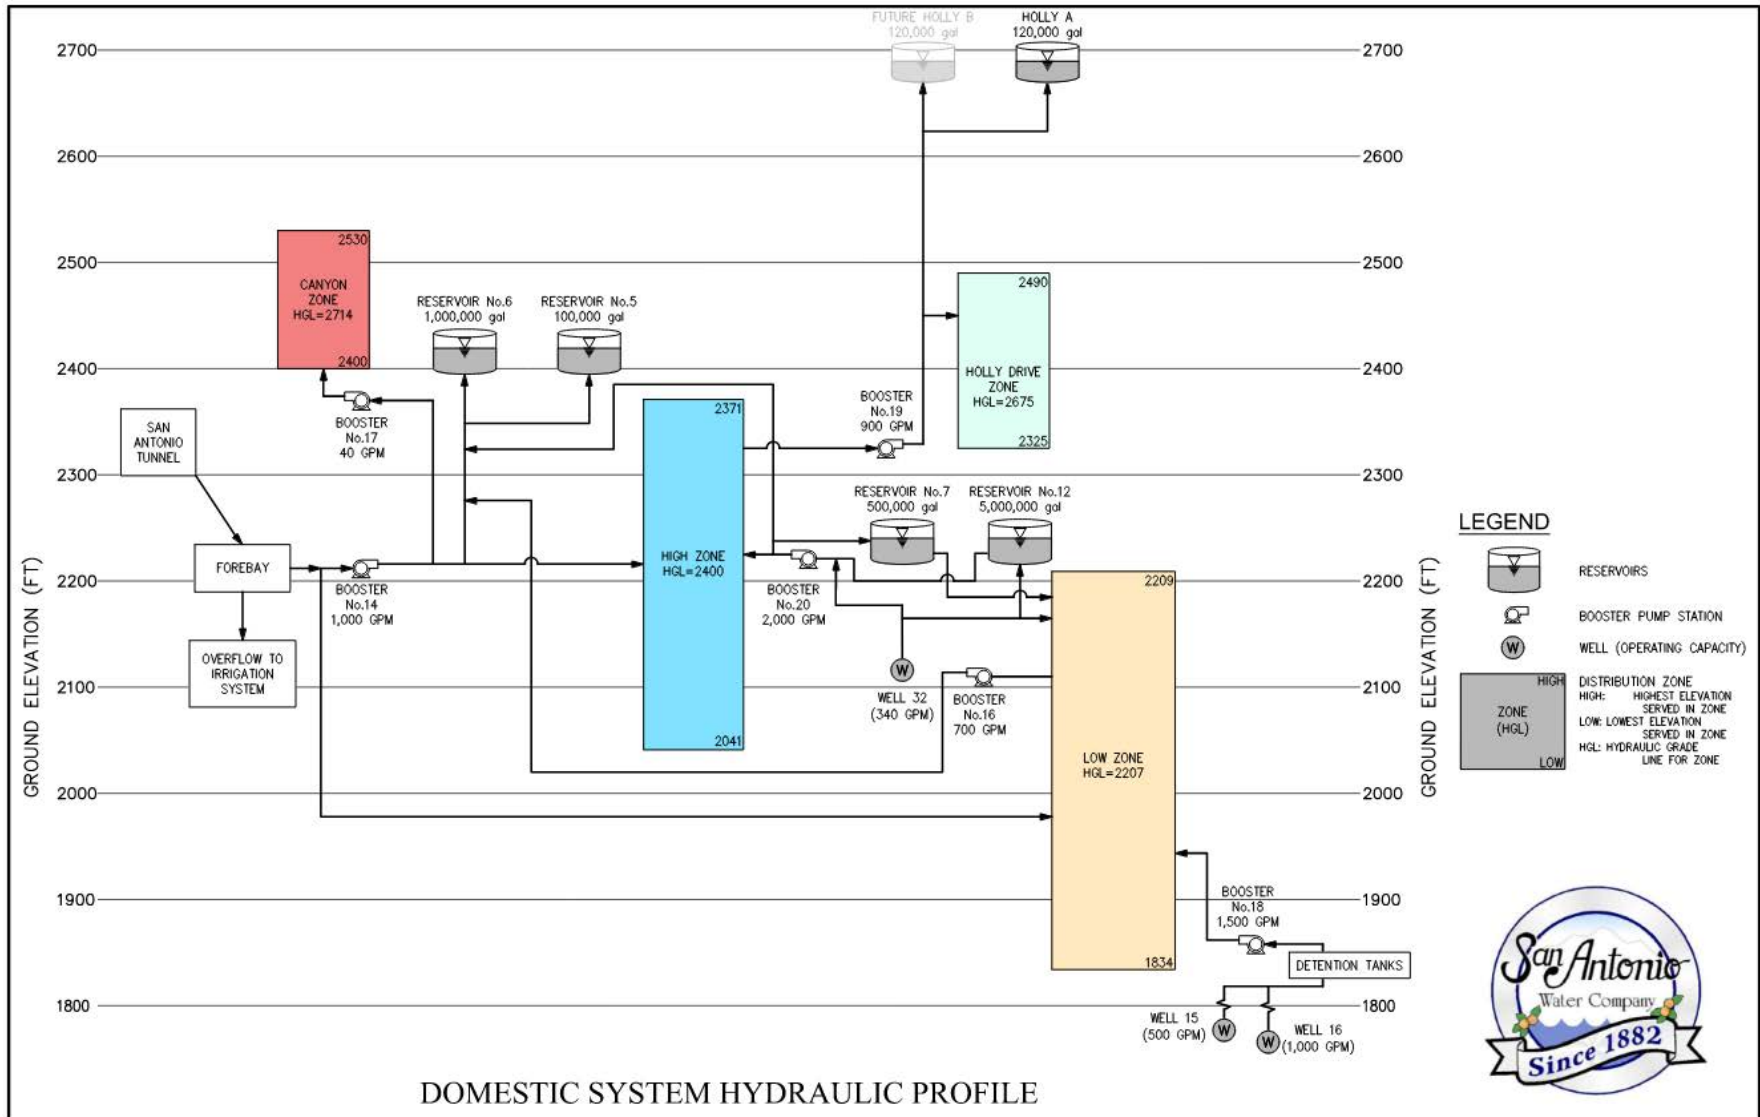 FUTURE HOLLY B
120,000 gal
HOLLY A
120,000 gal
2700
2700
2600
2600
2530
CANYON
ZONE
HGL=2714
2400
2500
2500
2490
HOLLY DRIVE
ZONE
HGL=2675
2325
RESERVOIR No.6
1,000,000 gal
RESERVOIR No.5
100,000 gal
2400
2400
BOOSTER
No.17
40 GPM
BOOSTER
No.19
900 GPM
SAN
ANTONIO
TUNNEL
2371
HIGH ZONE
HGL=2400
2041
2300
2300
RESERVOIR No.7
500,000 gal
RESERVOIR No.12
5,000,000 gal
FOREBAY
BOOSTER
No.14
1,000 GPM
BOOSTER
No.20
2,000 GPM
2200
2200
OVERFLOW TO
IRRIGATION
SYSTEM
W
WELL 32
(340 GPM)
BOOSTER
No.16
700 GPM
2100
2100
2209
LOW ZONE
HGL=2207
1834
2000
2000
1900
1900
BOOSTER
No.18
1,500 GPM
DETENTION TANKS
1800
1800
WELL 15
(500 GPM)
W
W
WELL 16
(1,000 GPM)
GROUND ELEVATION (FT)
GROUND ELEVATION (FT)
LEGEND
RESERVOIRS
BOOSTER PUMP STATION
W
WELL (OPERATING CAPACITY)
HIGH
ZONE
(HGL)
LOW
DISTRIBUTION ZONE
HIGH: HIGHEST ELEVATION
SERVED IN ZONE
LOW: LOWEST ELEVATION
SERVED IN ZONE
HGL: HYDRAULIC GRADE
LINE FOR ZONE
San Antonio
Water Company
Since 1882
DOMESTIC SYSTEM HYDRAULIC PROFILE